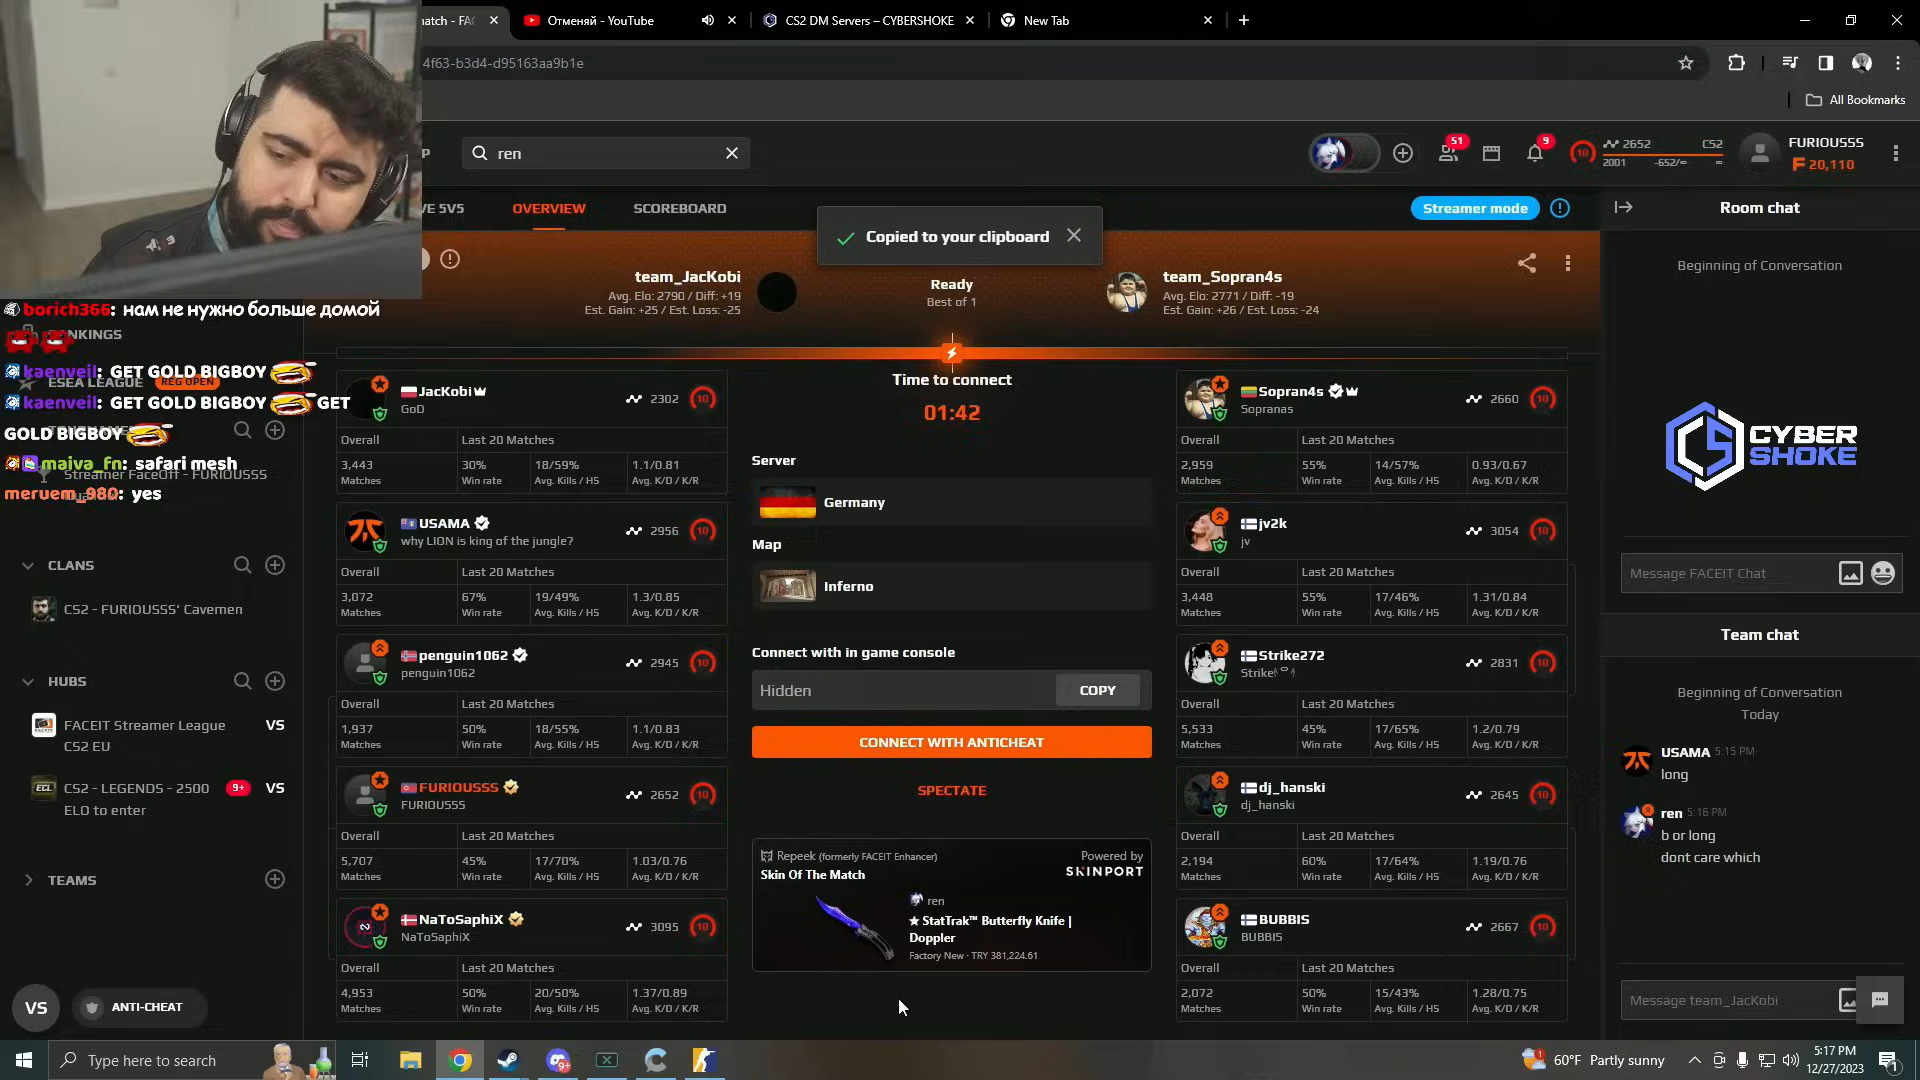 natch - FA
Отменяй - YouTube
CS2 DM Servers – CYBERSHOKE
New Tab
4f63-b3d4-d95163aa9b1e
All Bookmarks
ren
51
9
10
2652
CS2
2001
-652/∞
∞
FURIOUSSS
20,110
VE 5V5
OVERVIEW
SCOREBOARD
Streamer mode
Copied to your clipboard
team_JacKobi
Avg. Elo: 2790 / Diff: +19
Est. Gain: +25 / Est. Loss: -25
Ready
Best of 1
team_Sopran4s
Avg. Elo: 2771 / Diff: -19
Est. Gain: +26 / Est. Loss: -24
borich366: нам не нужно больше домой
NKINGS
kaenveil: GET GOLD BIGBOY
ESEA LEAGUE REG OPEN
kaenveil: GET GOLD BIGBOY GET
GOLD BIGBOY
maiva_fn: safari mesh
Streamer FaceOff - FURIOUSSS
meruem_980: yes
CLANS
CS2 - FURIOUSSS' Cavemen
HUBS
FACEIT Streamer League
CS2 EU
VS
CS2 - LEGENDS - 2500
ELO to enter
9+
VS
TEAMS
VS
ANTI-CHEAT
JacKobi
GoD
2302
10
Overall
Last 20 Matches
3,443
30%
18/59%
1.1/0.81
Matches
Win rate
Avg. Kills / HS
Avg. K/D / K/R
USAMA
why LION is king of the jungle?
2956
10
Overall
Last 20 Matches
3,072
67%
19/49%
1.3/0.85
Matches
Win rate
Avg. Kills / HS
Avg. K/D / K/R
penguin1062
penguin1062
2945
10
Overall
Last 20 Matches
1,937
50%
18/55%
1.1/0.83
Matches
Win rate
Avg. Kills / HS
Avg. K/D / K/R
FURIOUSSS
FURIOUSSS
2652
10
Overall
Last 20 Matches
5,707
45%
17/70%
1.03/0.76
Matches
Win rate
Avg. Kills / HS
Avg. K/D / K/R
NaToSaphiX
NaToSaphiX
3095
10
Overall
Last 20 Matches
4,953
50%
20/50%
1.37/0.89
Matches
Win rate
Avg. Kills / HS
Avg. K/D / K/R
Time to connect
01:42
Server
Germany
Map
Inferno
Connect with in game console
Hidden
COPY
CONNECT WITH ANTICHEAT
SPECTATE
Repeek (formerly FACEIT Enhancer)
Skin Of The Match
Powered by
SKINPORT
ren
★ StatTrak™ Butterfly Knife |
Doppler
Factory New · TRY 381,224.61
Sopran4s
Sopranas
2660
10
Overall
Last 20 Matches
2,959
55%
14/57%
0.93/0.67
Matches
Win rate
Avg. Kills / HS
Avg. K/D / K/R
jv2k
jv
3054
10
Overall
Last 20 Matches
3,448
55%
17/46%
1.31/0.84
Matches
Win rate
Avg. Kills / HS
Avg. K/D / K/R
Strike272
Strike
2831
10
Overall
Last 20 Matches
5,533
45%
17/65%
1.2/0.79
Matches
Win rate
Avg. Kills / HS
Avg. K/D / K/R
dj_hanski
dj_hanski
2645
10
Overall
Last 20 Matches
2,194
60%
17/64%
1.19/0.76
Matches
Win rate
Avg. Kills / HS
Avg. K/D / K/R
BUBBIS
BUBBIS
2667
10
Overall
Last 20 Matches
2,072
50%
15/43%
1.28/0.75
Matches
Win rate
Avg. Kills / HS
Avg. K/D / K/R
Room chat
Beginning of Conversation
CYBER
SHOKE
Message FACEIT Chat
Team chat
Beginning of Conversation
Today
USAMA 5:15 PM
long
ren 5:16 PM
b or long
dont care which
Message team_JacKobi
Type here to search
9+
60°F Partly sunny
5:17 PM
12/27/2023
1